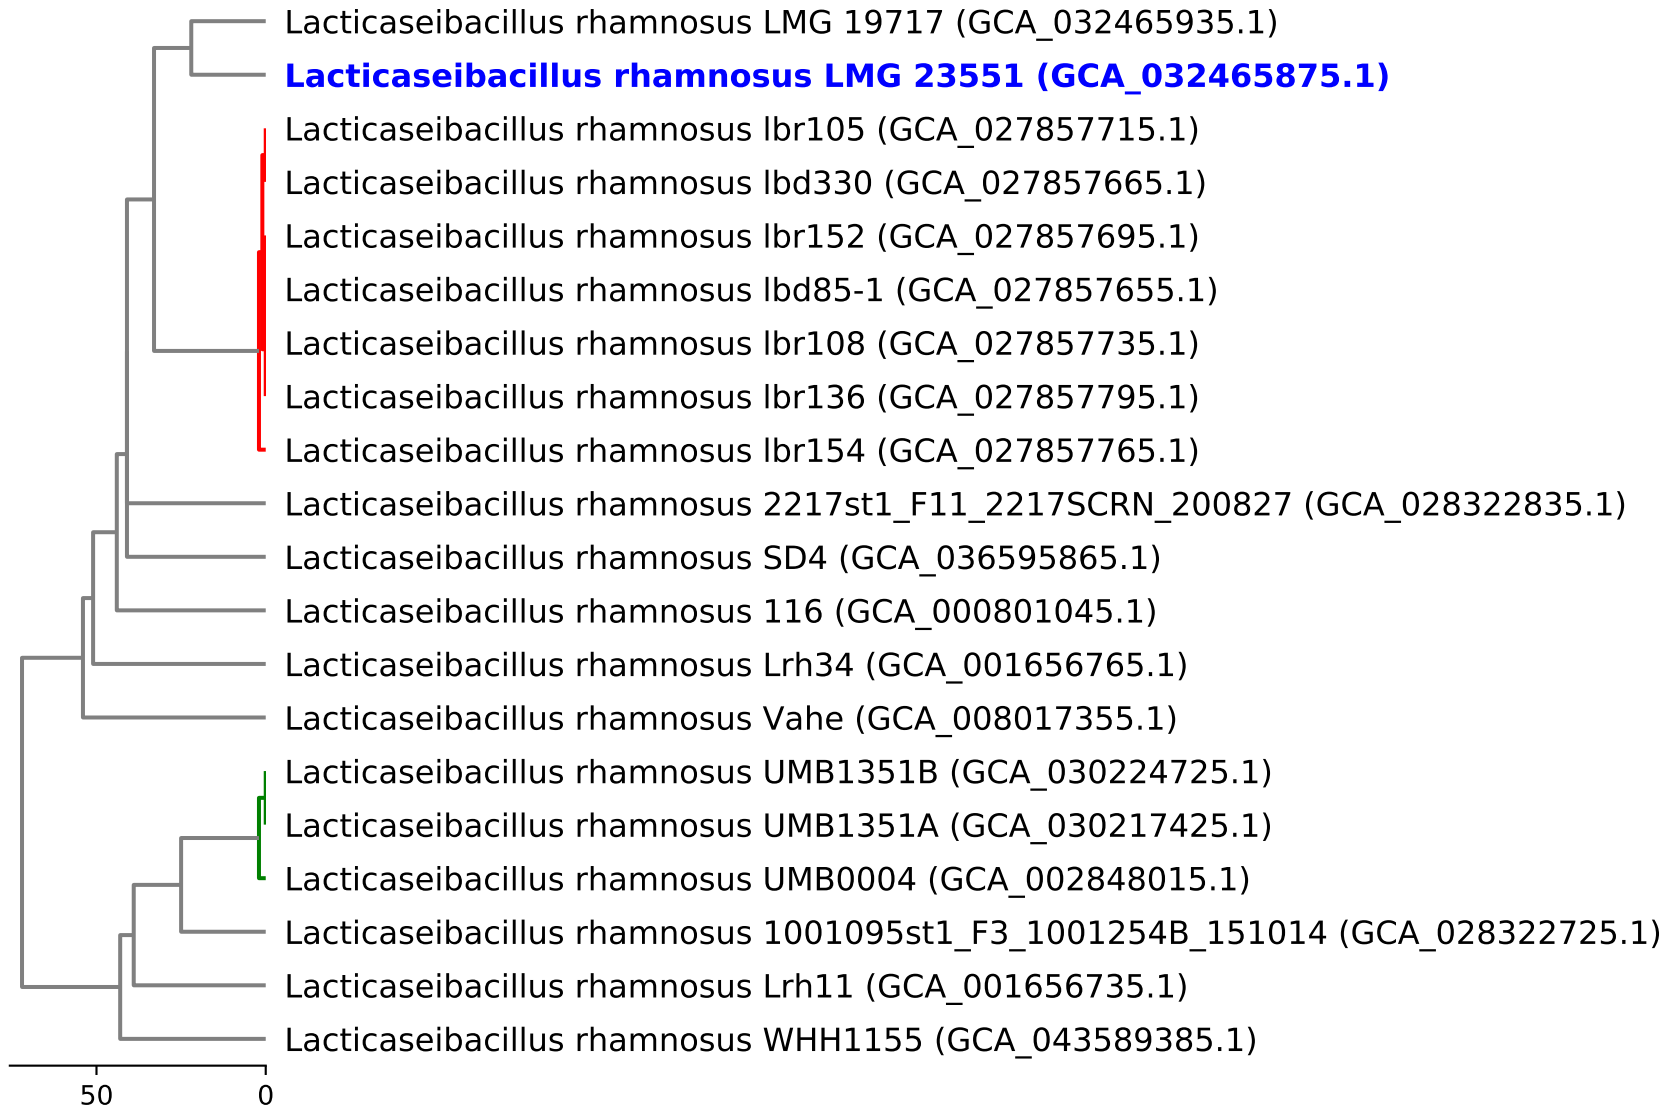 Lacticaseibacillus rhamnosus LMG 19717 (GCA_032465935.1)
Lacticaseibacillus rhamnosus LMG 23551 (GCA_032465875.1)
Lacticaseibacillus rhamnosus lbr105 (GCA_027857715.1)
Lacticaseibacillus rhamnosus lbd330 (GCA_027857665.1)
Lacticaseibacillus rhamnosus lbr152 (GCA_027857695.1)
Lacticaseibacillus rhamnosus lbd85-1 (GCA_027857655.1)
Lacticaseibacillus rhamnosus lbr108 (GCA_027857735.1)
Lacticaseibacillus rhamnosus lbr136 (GCA_027857795.1)
Lacticaseibacillus rhamnosus lbr154 (GCA_027857765.1)
Lacticaseibacillus rhamnosus 2217st1_F11_2217SCRN_200827 (GCA_028322835.1)
Lacticaseibacillus rhamnosus SD4 (GCA_036595865.1)
Lacticaseibacillus rhamnosus 116 (GCA_000801045.1)
Lacticaseibacillus rhamnosus Lrh34 (GCA_001656765.1)
Lacticaseibacillus rhamnosus Vahe (GCA_008017355.1)
Lacticaseibacillus rhamnosus UMB1351B (GCA_030224725.1)
Lacticaseibacillus rhamnosus UMB1351A (GCA_030217425.1)
Lacticaseibacillus rhamnosus UMB0004 (GCA_002848015.1)
Lacticaseibacillus rhamnosus 1001095st1_F3_1001254B_151014 (GCA_028322725.1)
Lacticaseibacillus rhamnosus Lrh11 (GCA_001656735.1)
Lacticaseibacillus rhamnosus WHH1155 (GCA_043589385.1)
50 0